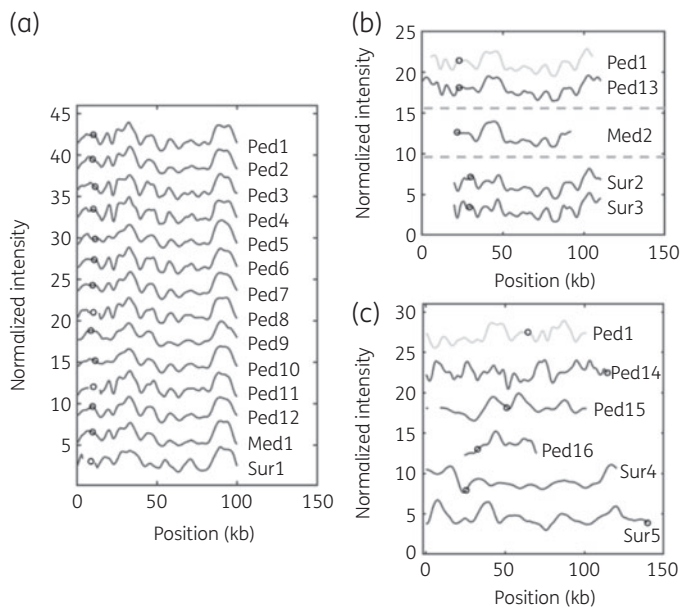 (a)
Normalized intensity
45
40
35
30
25
20
15
10
5
Ped1
Ped2
Ped3
Ped4
Ped5
Ped6
Ped7
Ped8
Ped9
Ped10
Ped11
Ped12
Med1
Sur1
0 50 100 150
Position (kb)
(b)
Normalized intensity
25
20
15
10
5
0
Ped1
Ped13
Med2
Sur2
Sur3
0 50 100 150
Position (kb)
(c)
Normalized intensity
30
25
20
15
10
5
0
Ped1
Ped14
Ped15
Ped16
Sur4
Sur5
0 50 100 150
Position (kb)